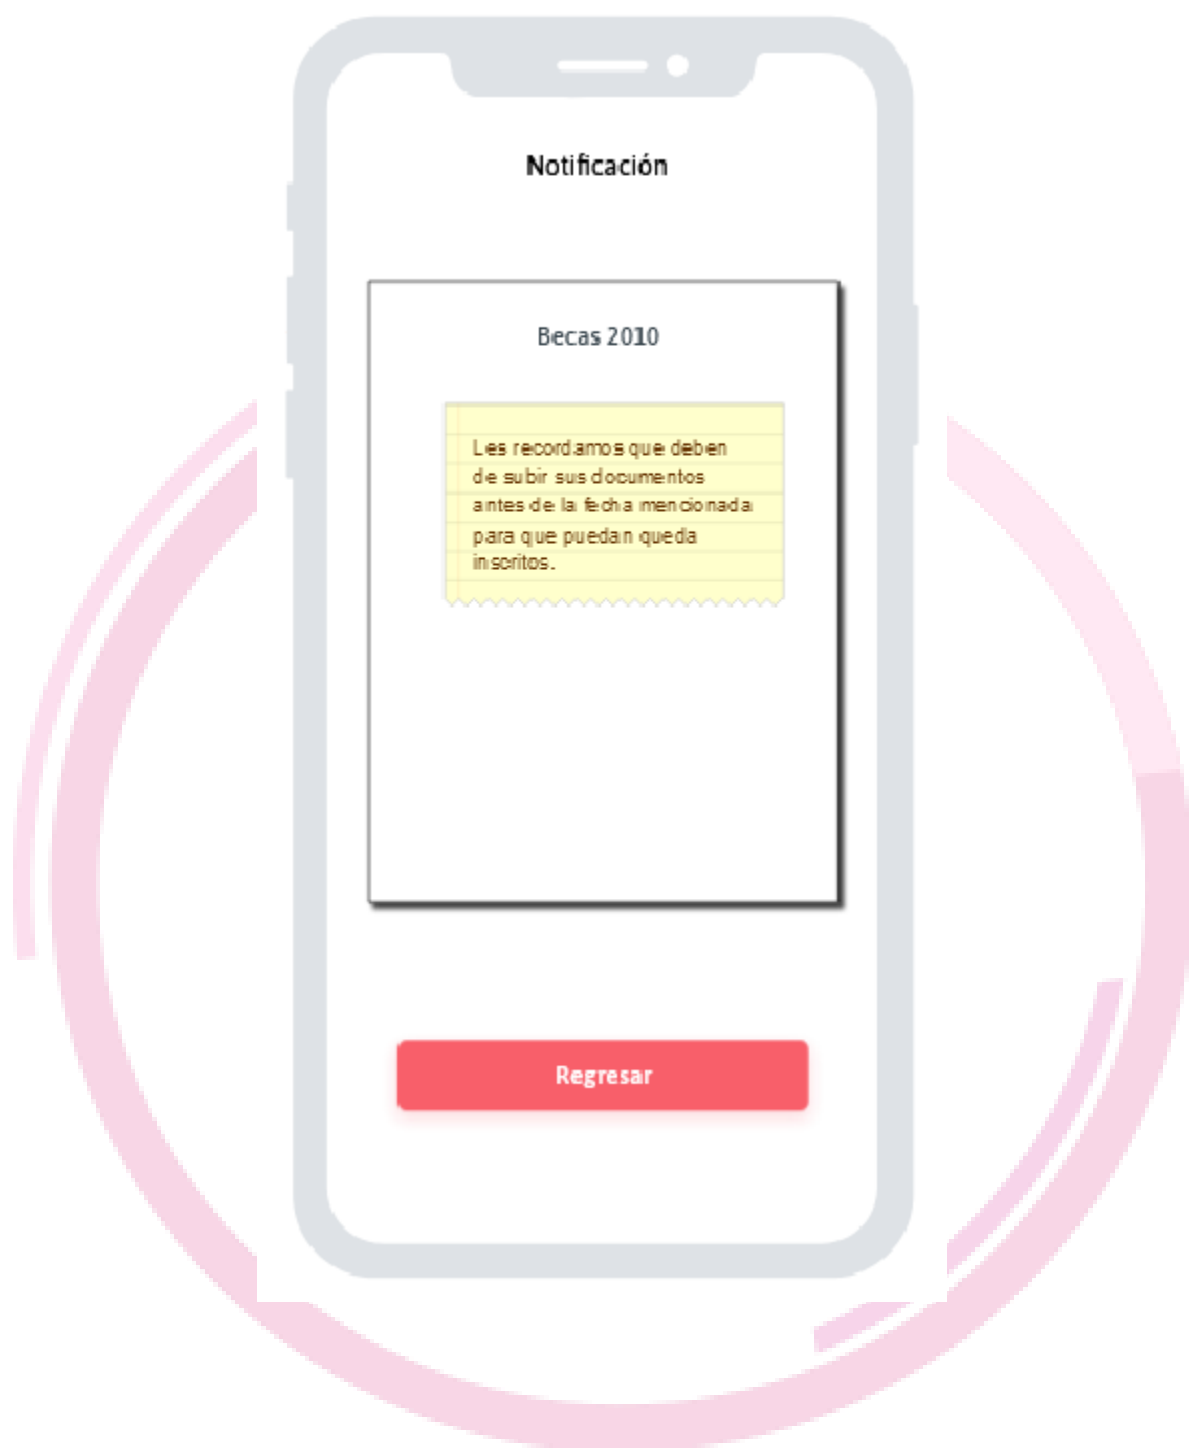 Notificación
Becas 2010
Les recordamos que deben
de subir sus documentos
antes de la fecha mencionada
para que puedan queda
inscritos.
Regresar